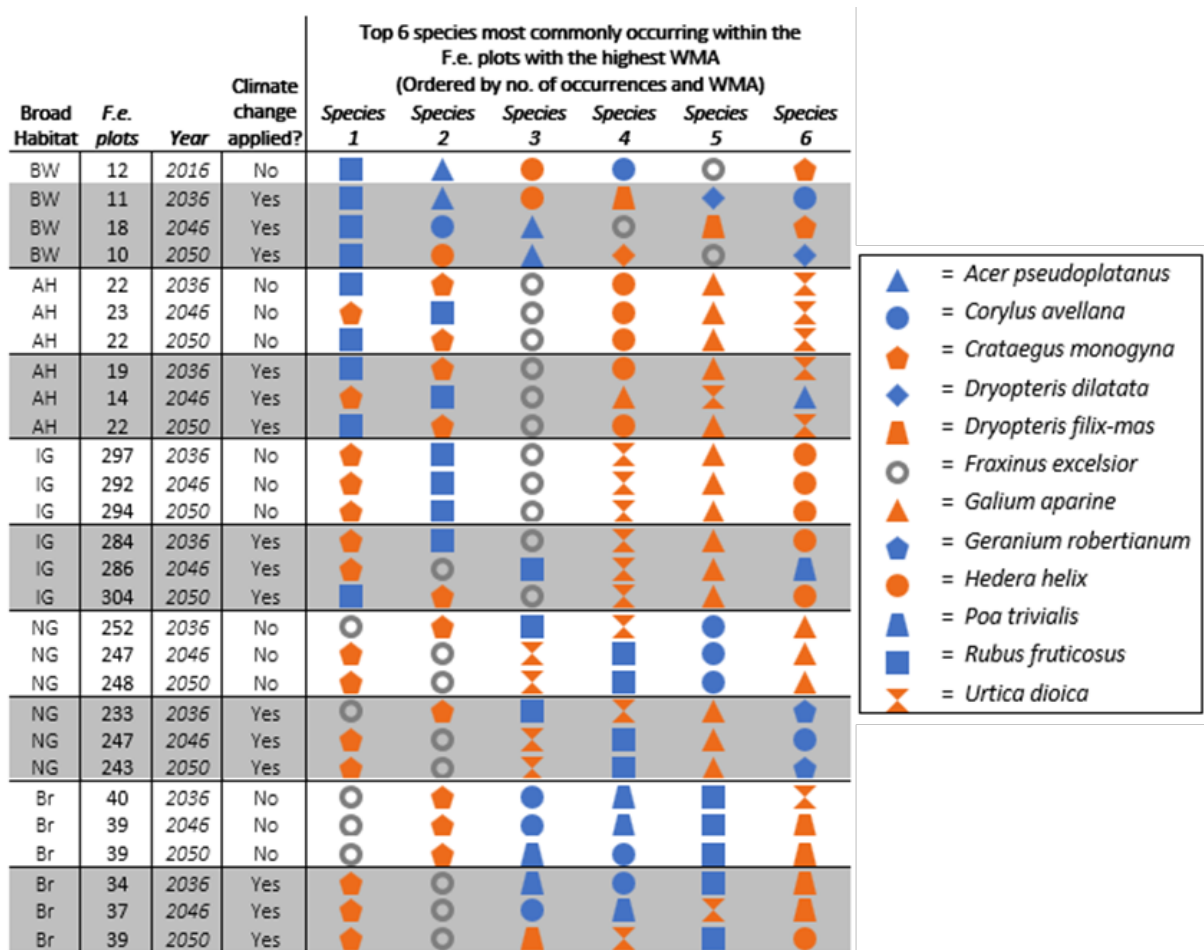 Top 6 species most commonly occurring within the
F.e. plots with the highest WMA
(Ordered by no. of occurrences and WMA)
Broad Habitat F.e. plots Year Climate change applied? Species 1 Species 2 Species 3 Species 4 Species 5 Species 6
BW 12 2016 No
BW 11 2036 Yes
BW 18 2046 Yes
BW 10 2050 Yes
AH 22 2036 No
AH 23 2046 No
AH 22 2050 No
AH 19 2036 Yes
AH 14 2046 Yes
AH 22 2050 Yes
IG 297 2036 No
IG 292 2046 No
IG 294 2050 No
IG 284 2036 Yes
IG 286 2046 Yes
IG 304 2050 Yes
NG 252 2036 No
NG 247 2046 No
NG 248 2050 No
NG 233 2036 Yes
NG 247 2046 Yes
NG 243 2050 Yes
Br 40 2036 No
Br 39 2046 No
Br 39 2050 No
Br 34 2036 Yes
Br 37 2046 Yes
Br 39 2050 Yes
= Acer pseudoplatanus
= Corylus avellana
= Crataegus monogyna
= Dryopteris dilatata
= Dryopteris filix-mas
= Fraxinus excelsior
= Galium aparine
= Geranium robertianum
= Hedera helix
= Poa trivialis
= Rubus fruticosus
= Urtica dioica